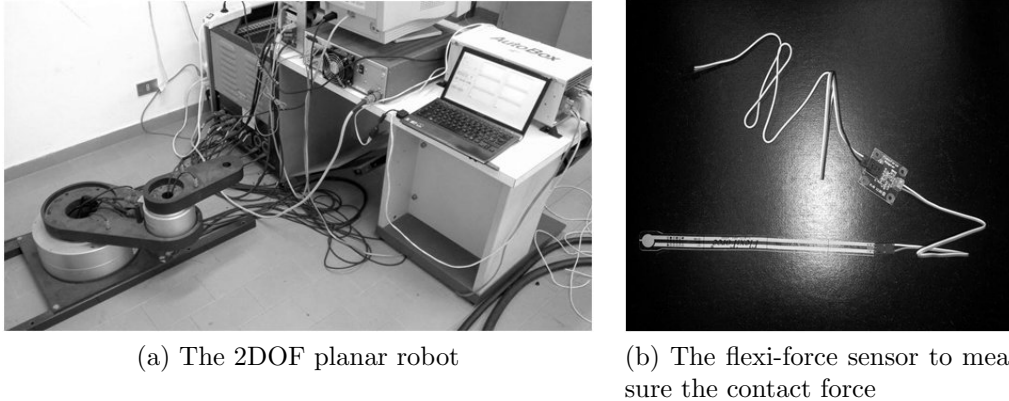 AutoBox
(a) The 2DOF planar robot
(b) The flexi-force sensor to mea
sure the contact force